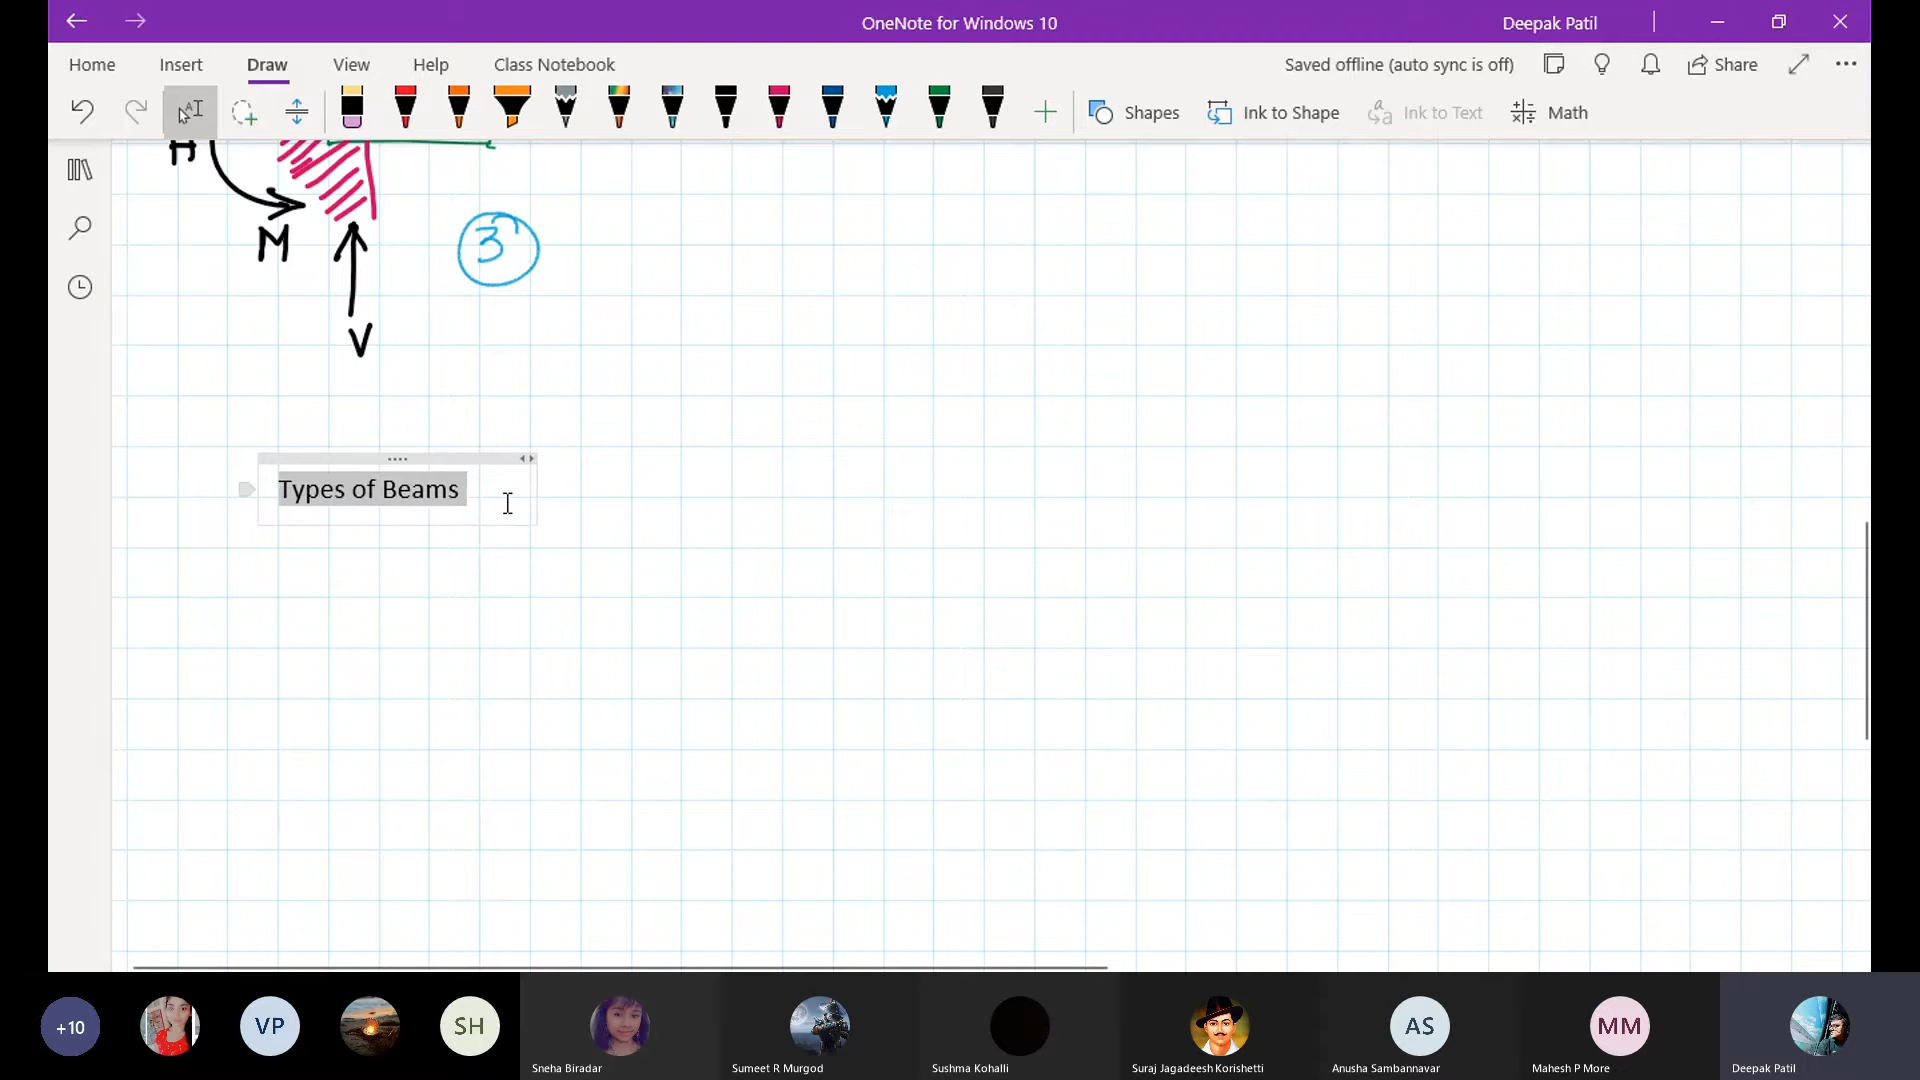 OneNote for Windows 10
Deepak Patil
Home Insert Draw View Help Class Notebook
Saved offline (auto sync is off)
Share
Shapes
Ink to Shape
Ink to Text
Math
H
M
3
V
Types of Beams
+10
VP
SH
AS
MM
Sneha Biradar
Sumeet R Murgod
Sushma Kohalli
Suraj Jagadeesh Korishetti
Anusha Sambannavar
Mahesh P More
Deepak Patil